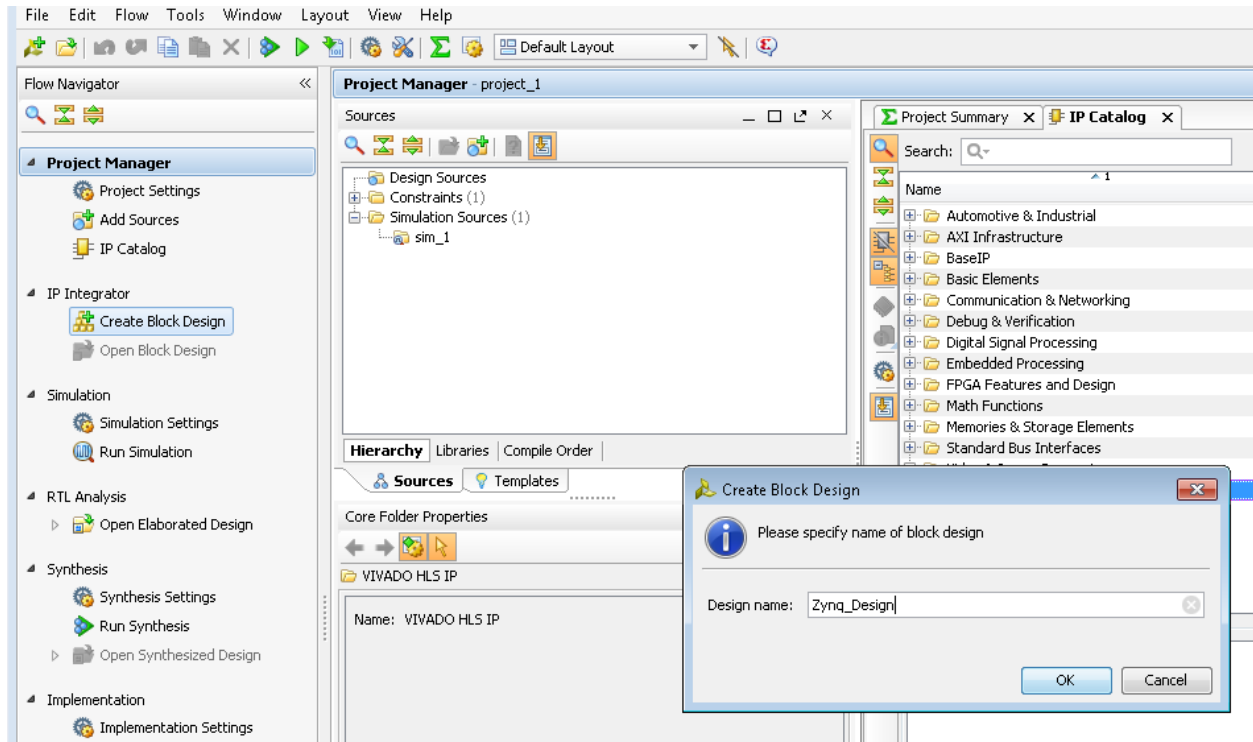 File Edit Flow Tools Window Layout View Help
Default Layout
Flow Navigator
Project Manager
Project Settings
Add Sources
IP Catalog
IP Integrator
Create Block Design
Open Block Design
Simulation
Simulation Settings
Run Simulation
RTL Analysis
Open Elaborated Design
Synthesis
Synthesis Settings
Run Synthesis
Open Synthesized Design
Implementation
Implementation Settings
Project Manager - project_1
Sources
Design Sources
Constraints (1)
Simulation Sources (1)
sim_1
Hierarchy Libraries Compile Order
Sources Templates
Core Folder Properties
VIVADO HLS IP
Name: VIVADO HLS IP
Project Summary IP Catalog
Search:
1
Name
Automotive & Industrial
AXI Infrastructure
BaseIP
Basic Elements
Communication & Networking
Debug & Verification
Digital Signal Processing
Embedded Processing
FPGA Features and Design
Math Functions
Memories & Storage Elements
Standard Bus Interfaces
Create Block Design
Please specify name of block design
Design name: Zynq_Design
OK Cancel